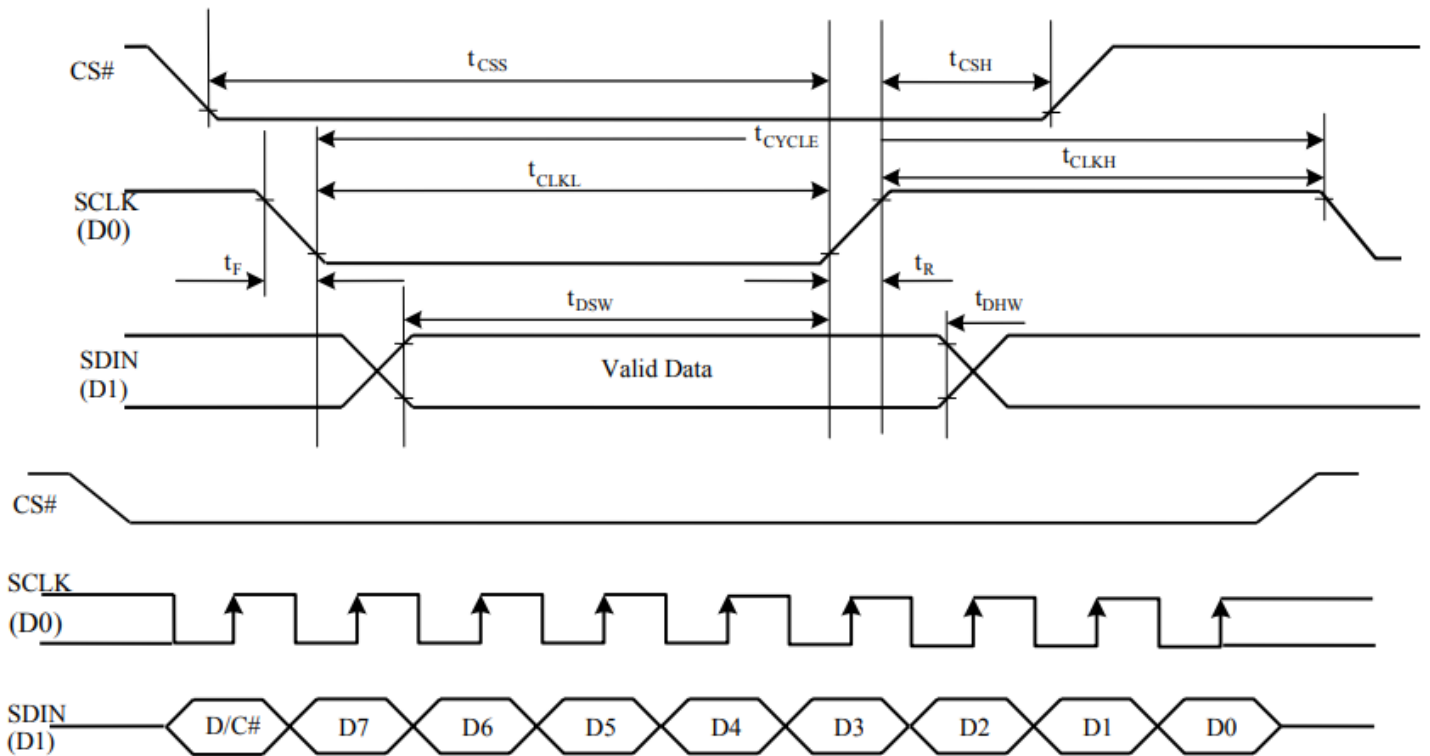 CS#
tCSS
tCSH
tCYCLE
tCLKL
tCLKH
SCLK
(D0)
tF
tR
tDSW
tDHW
SDIN
(D1)
Valid Data
CS#
SCLK
(D0)
SDIN
(D1)
D/C#
D7
D6
D5
D4
D3
D2
D1
D0